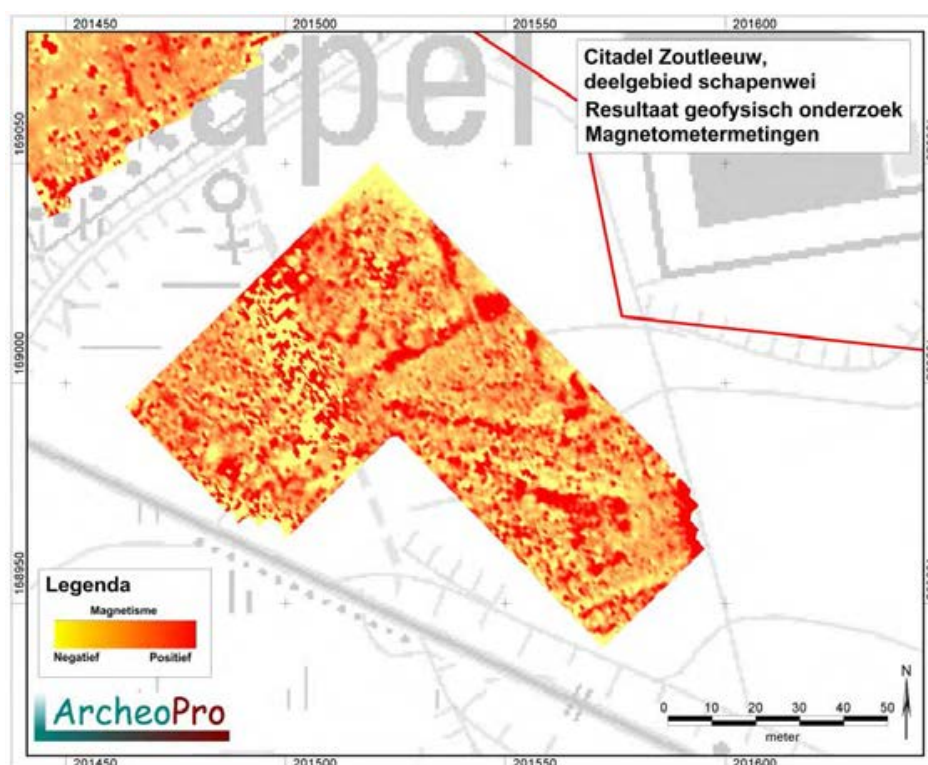 201450 201500 201550 201600
apel
Citadel Zoutleeuw,
deelgebied schapenwei
Resultaat geofysisch onderzoek
Magnetometermetingen
169050
169000
168950
Legenda
Magnetisme
Negatief Positief
ArcheoPro
N
0 10 20 30 40 50
meter
201450 201500 201550 201600